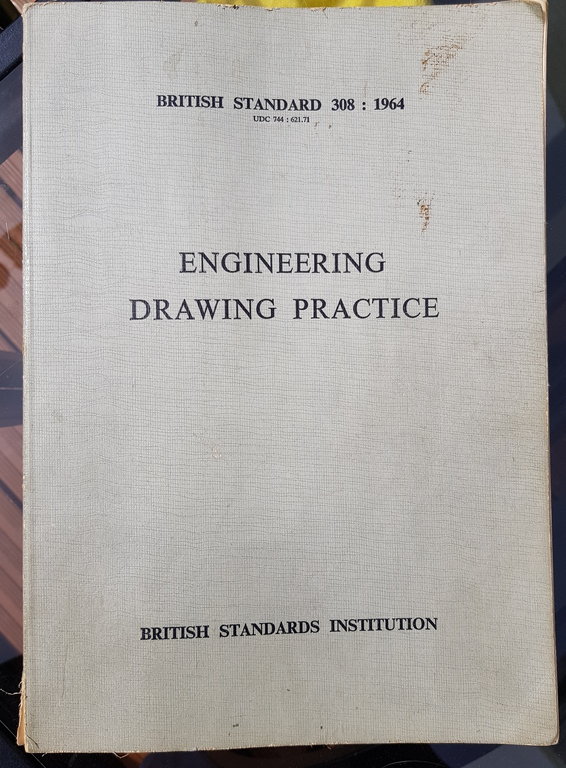 BRITISH STANDARD 308 : 1964
UDC 744 : 621.71
ENGINEERING
DRAWING PRACTICE
BRITISH STANDARDS INSTITUTION